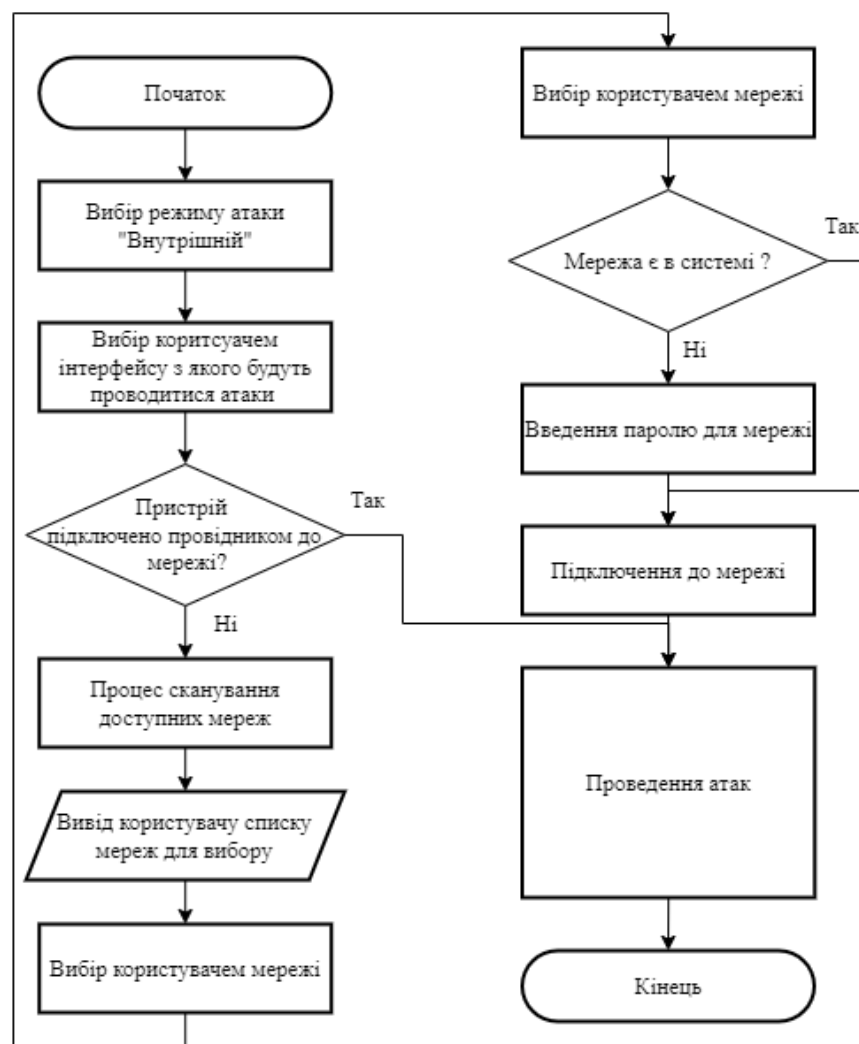 Початок
Вибір режиму атаки
"Внутрішній"
Вибір коритсуачем
інтерфейсу з якого будуть
проводитися атаки
Пристрій
підключено провідником до
мережі?
Так
Ні
Процес сканування
доступних мереж
Вивід користувачу списку
мереж для вибору
Вибір користувачем мережі
Вибір користувачем мережі
Мережа є в системі ?
Так
Ні
Введення паролю для мережі
Підключення до мережі
Проведення атак
Кінець